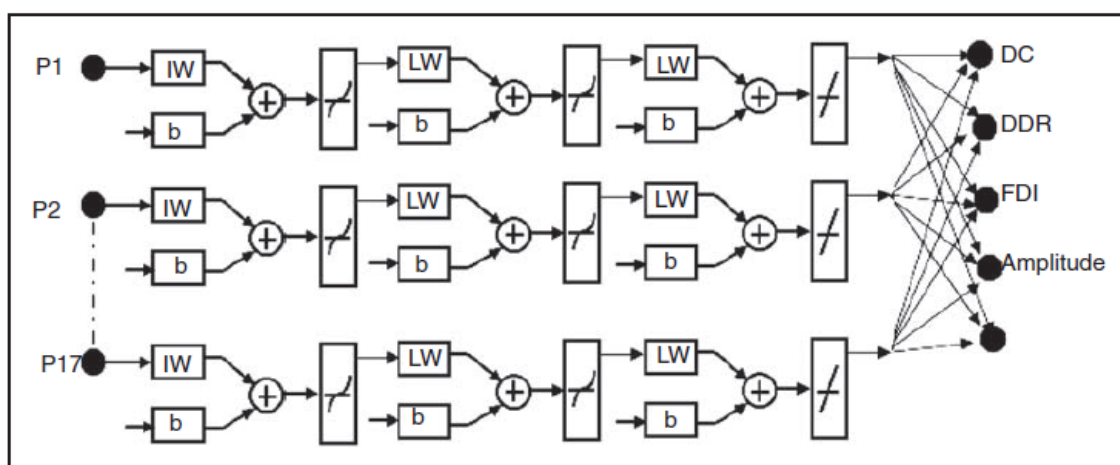 P1 IW LW LW DC
b b b DDR
P2 IW LW LW FDI
b b b Amplitude
P17 IW LW LW
b b b